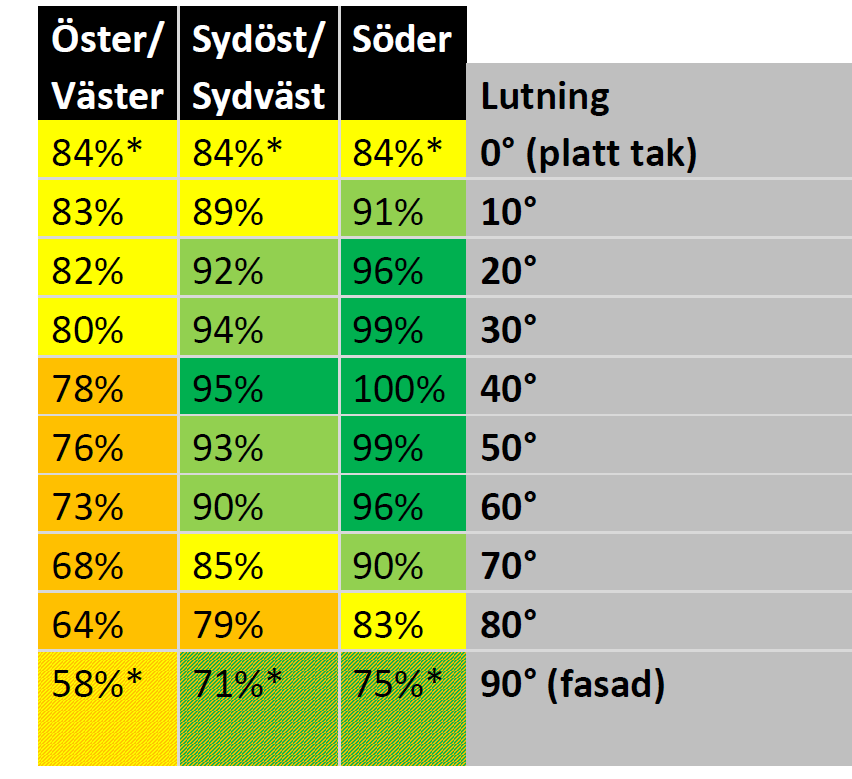 Öster/ Sydöst/ Söder
Väster Sydväst Lutning
84%* 84%* 84%* 0° (platt tak)
83% 89% 91% 10°
82% 92% 96% 20°
80% 94% 99% 30°
78% 95% 100% 40°
76% 93% 99% 50°
73% 90% 96% 60°
68% 85% 90% 70°
64% 79% 83% 80°
58%* 71%* 75%* 90° (fasad)